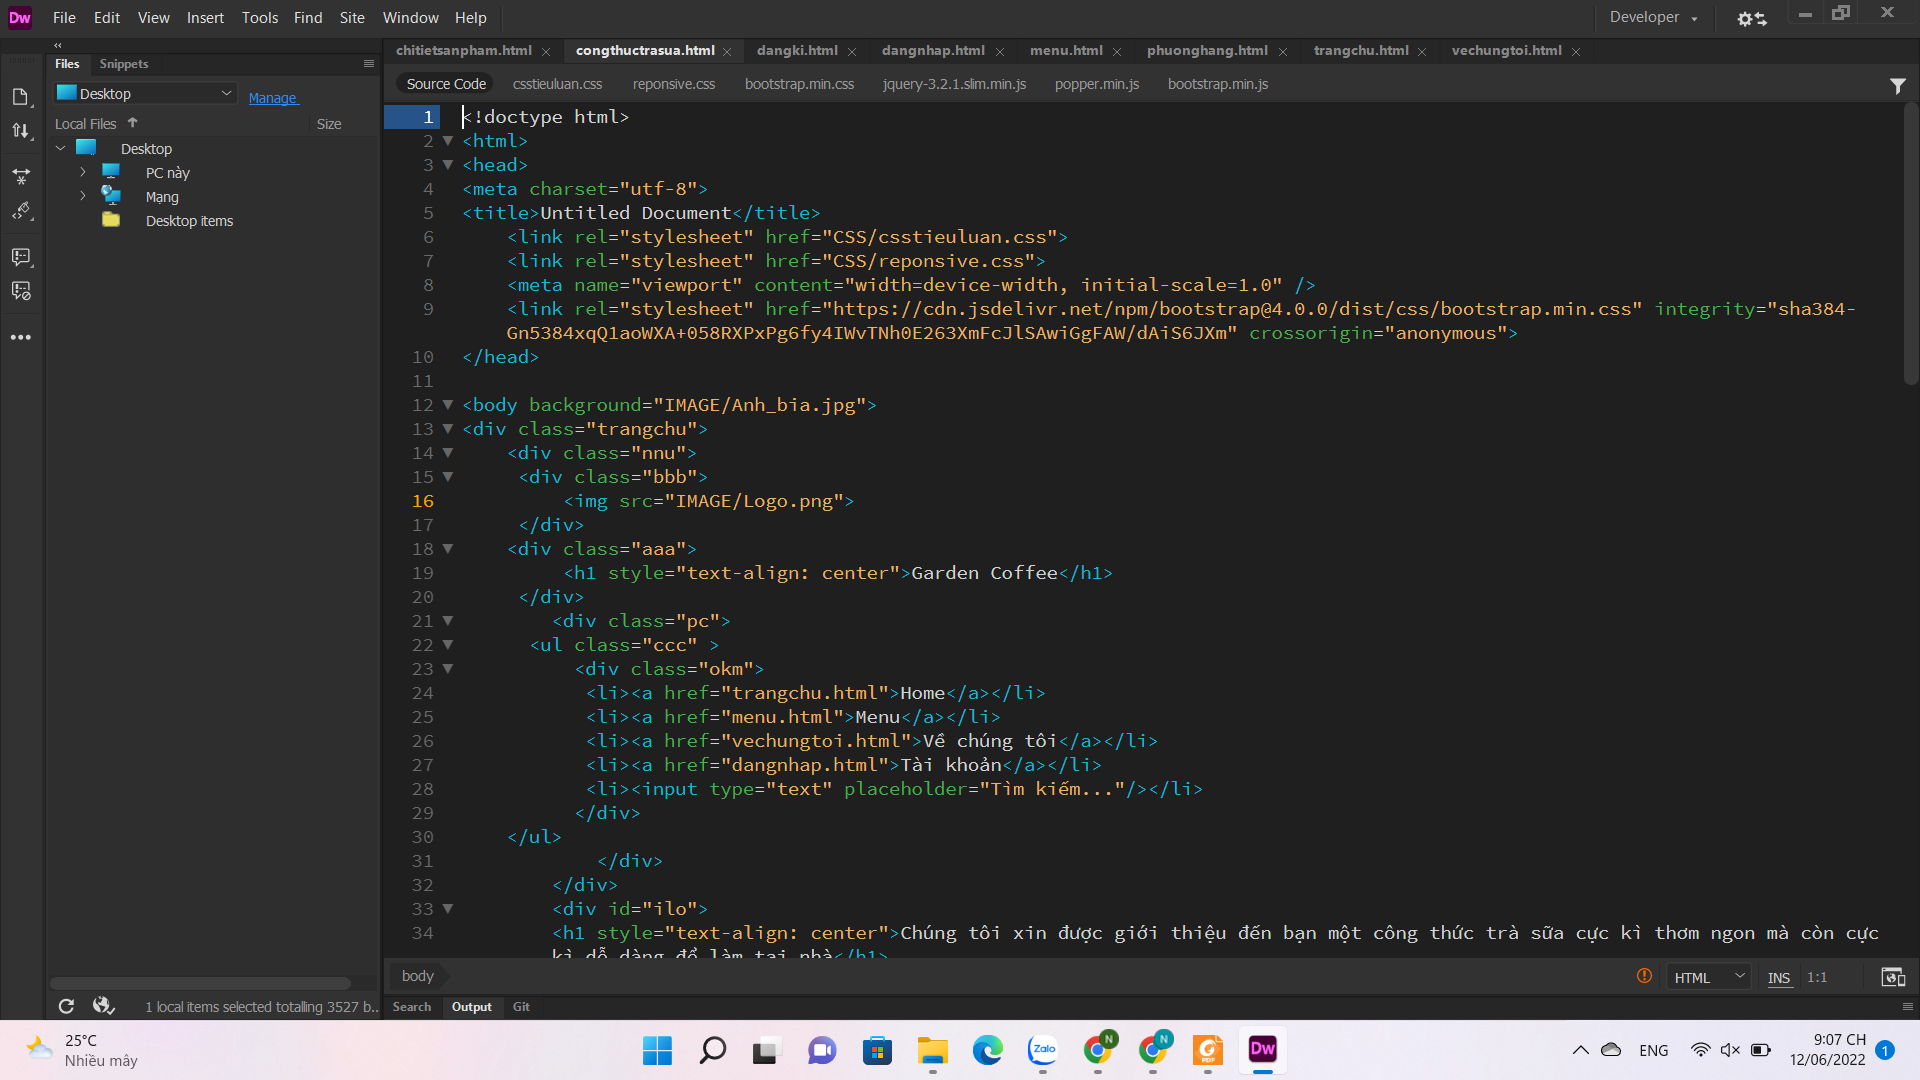 Dw File Edit View Insert Tools Find Site Window Help Developer
chitietsanpham.html congthuctrasua.html dangki.html dangnhap.html menu.html phuonghang.html trangchu.html vechungtoi.html
Files Snippets
Source Code csstieuluan.css reponsive.css bootstrap.min.css jquery-3.2.1.slim.min.js popper.min.js bootstrap.min.js
Desktop Manage
Local Files Size
Desktop
PC này
Mạng
Desktop items
1 <!doctype html>
2 <html>
3 <head>
4 <meta charset="utf-8">
5 <title>Untitled Document</title>
6 <link rel="stylesheet" href="CSS/csstieuluan.css">
7 <link rel="stylesheet" href="CSS/reponsive.css">
8 <meta name="viewport" content="width=device-width, initial-scale=1.0" />
9 <link rel="stylesheet" href="https://cdn.jsdelivr.net/npm/bootstrap@4.0.0/dist/css/bootstrap.min.css" integrity="sha384-
Gn5384xqQ1aoWXA+058RXPxPg6fy4IWvTNh0E263XmFcJlSAwiGgFAW/dAiS6JXm" crossorigin="anonymous">
10 </head>
11
12 <body background="IMAGE/Anh_bia.jpg">
13 <div class="trangchu">
14 <div class="nnu">
15 <div class="bbb">
16 <img src="IMAGE/Logo.png">
17 </div>
18 <div class="aaa">
19 <h1 style="text-align: center">Garden Coffee</h1>
20 </div>
21 <div class="pc">
22 <ul class="ccc" >
23 <div class="okm">
24 <li><a href="trangchu.html">Home</a></li>
25 <li><a href="menu.html">Menu</a></li>
26 <li><a href="vechungtoi.html">Về chúng tôi</a></li>
27 <li><a href="dangnhap.html">Tài khoản</a></li>
28 <li><input type="text" placeholder="Tìm kiếm..."/></li>
29 </div>
30 </ul>
31 </div>
32 </div>
33 <div id="ilo">
34 <h1 style="text-align: center">Chúng tôi xin được giới thiệu đến bạn một công thức trà sữa cực kì thơm ngon mà còn cực
kì dỗ dàng để làm tại nhà</h1>
body HTML INS 1:1
1 local items selected totalling 3527 b..
Search Output Git
25°C
Nhiều mây
Zalo N N PDF Dw
ENG
9:07 CH
12/06/2022 1